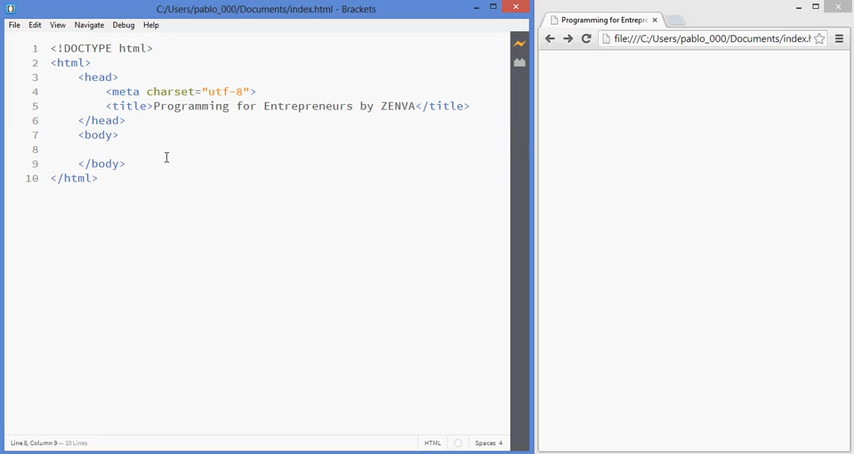 C:/Users/pablo_000/Documents/index.html - Brackets
File Edit View Navigate Debug Help
1 <!DOCTYPE html>
2 <html>
3 <head>
4 <meta charset="utf-8">
5 <title>Programming for Entrepreneurs by ZENVA</title>
6 </head>
7 <body>
8
9 </body>
10 </html>
Line 8, Column 9 — 10 Lines
HTML
Spaces 4
Programming for Entrepr
file:///C:/Users/pablo_000/Documents/index.h